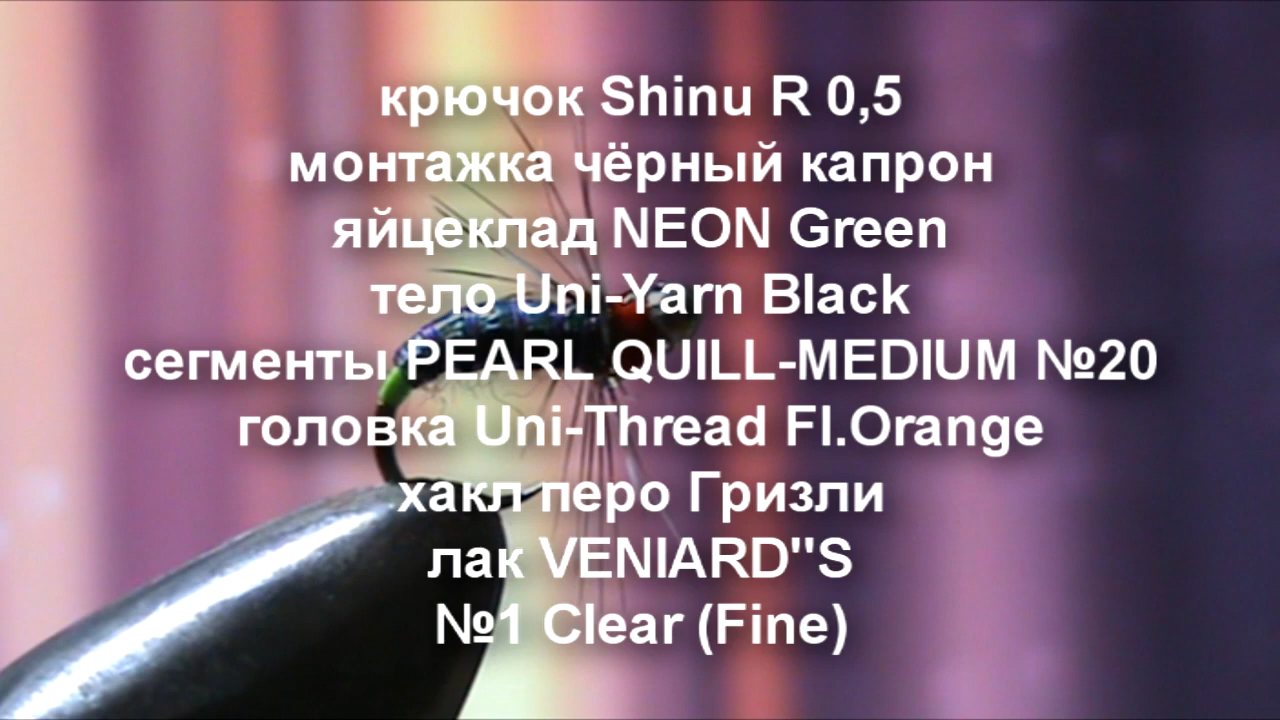 крючок Shinu R 0,5
монтажка чёрный капрон
яйцеклад NEON Green
тело Uni-Yarn Black
сегменты PEARL QUILL-MEDIUM №20
головка Uni-Thread Fl.Orange
хакл перо Гризли
лак VENIARD"S
№1 Clear (Fine)